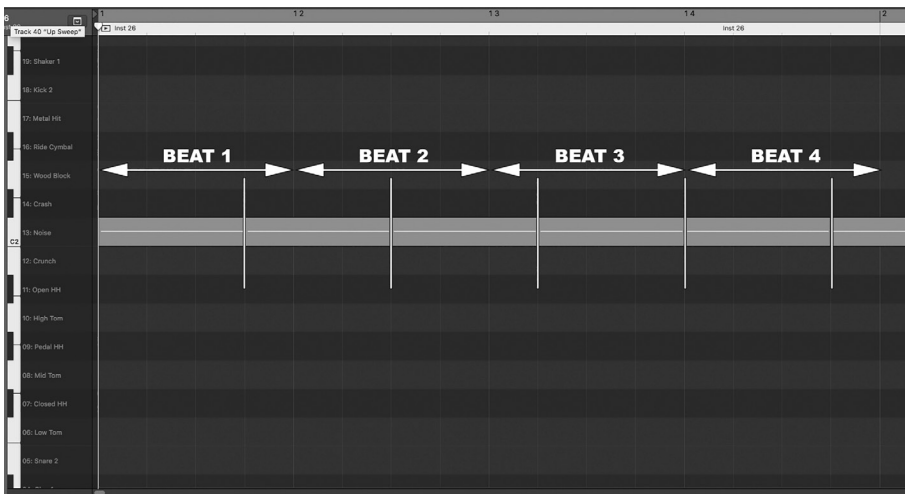 6
1
1 2
1 3
1 4
2
Inst 26
Inst 26
Track 40 "Up Sweep"
19: Shaker 1
18: Kick 2
17: Metal Hit
16: Ride Cymbal
BEAT 1
BEAT 2
BEAT 3
BEAT 4
15: Wood Block
14: Crash
13: Noise
C2
12: Crunch
11: Open HH
10: High Tom
09: Pedal HH
08: Mid Tom
07: Closed HH
06: Low Tom
05: Snare 2